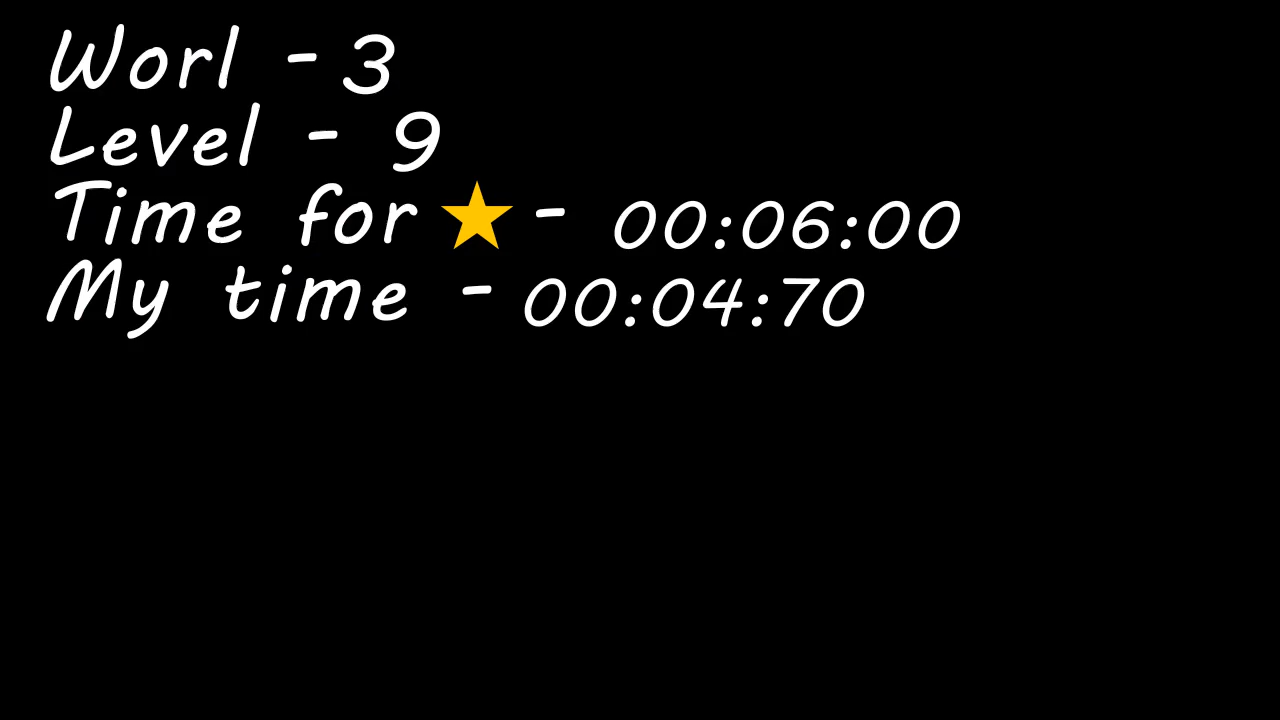 Worl - 3
Level - 9
Time for ★ - 00:06:00
My time - 00:04:70